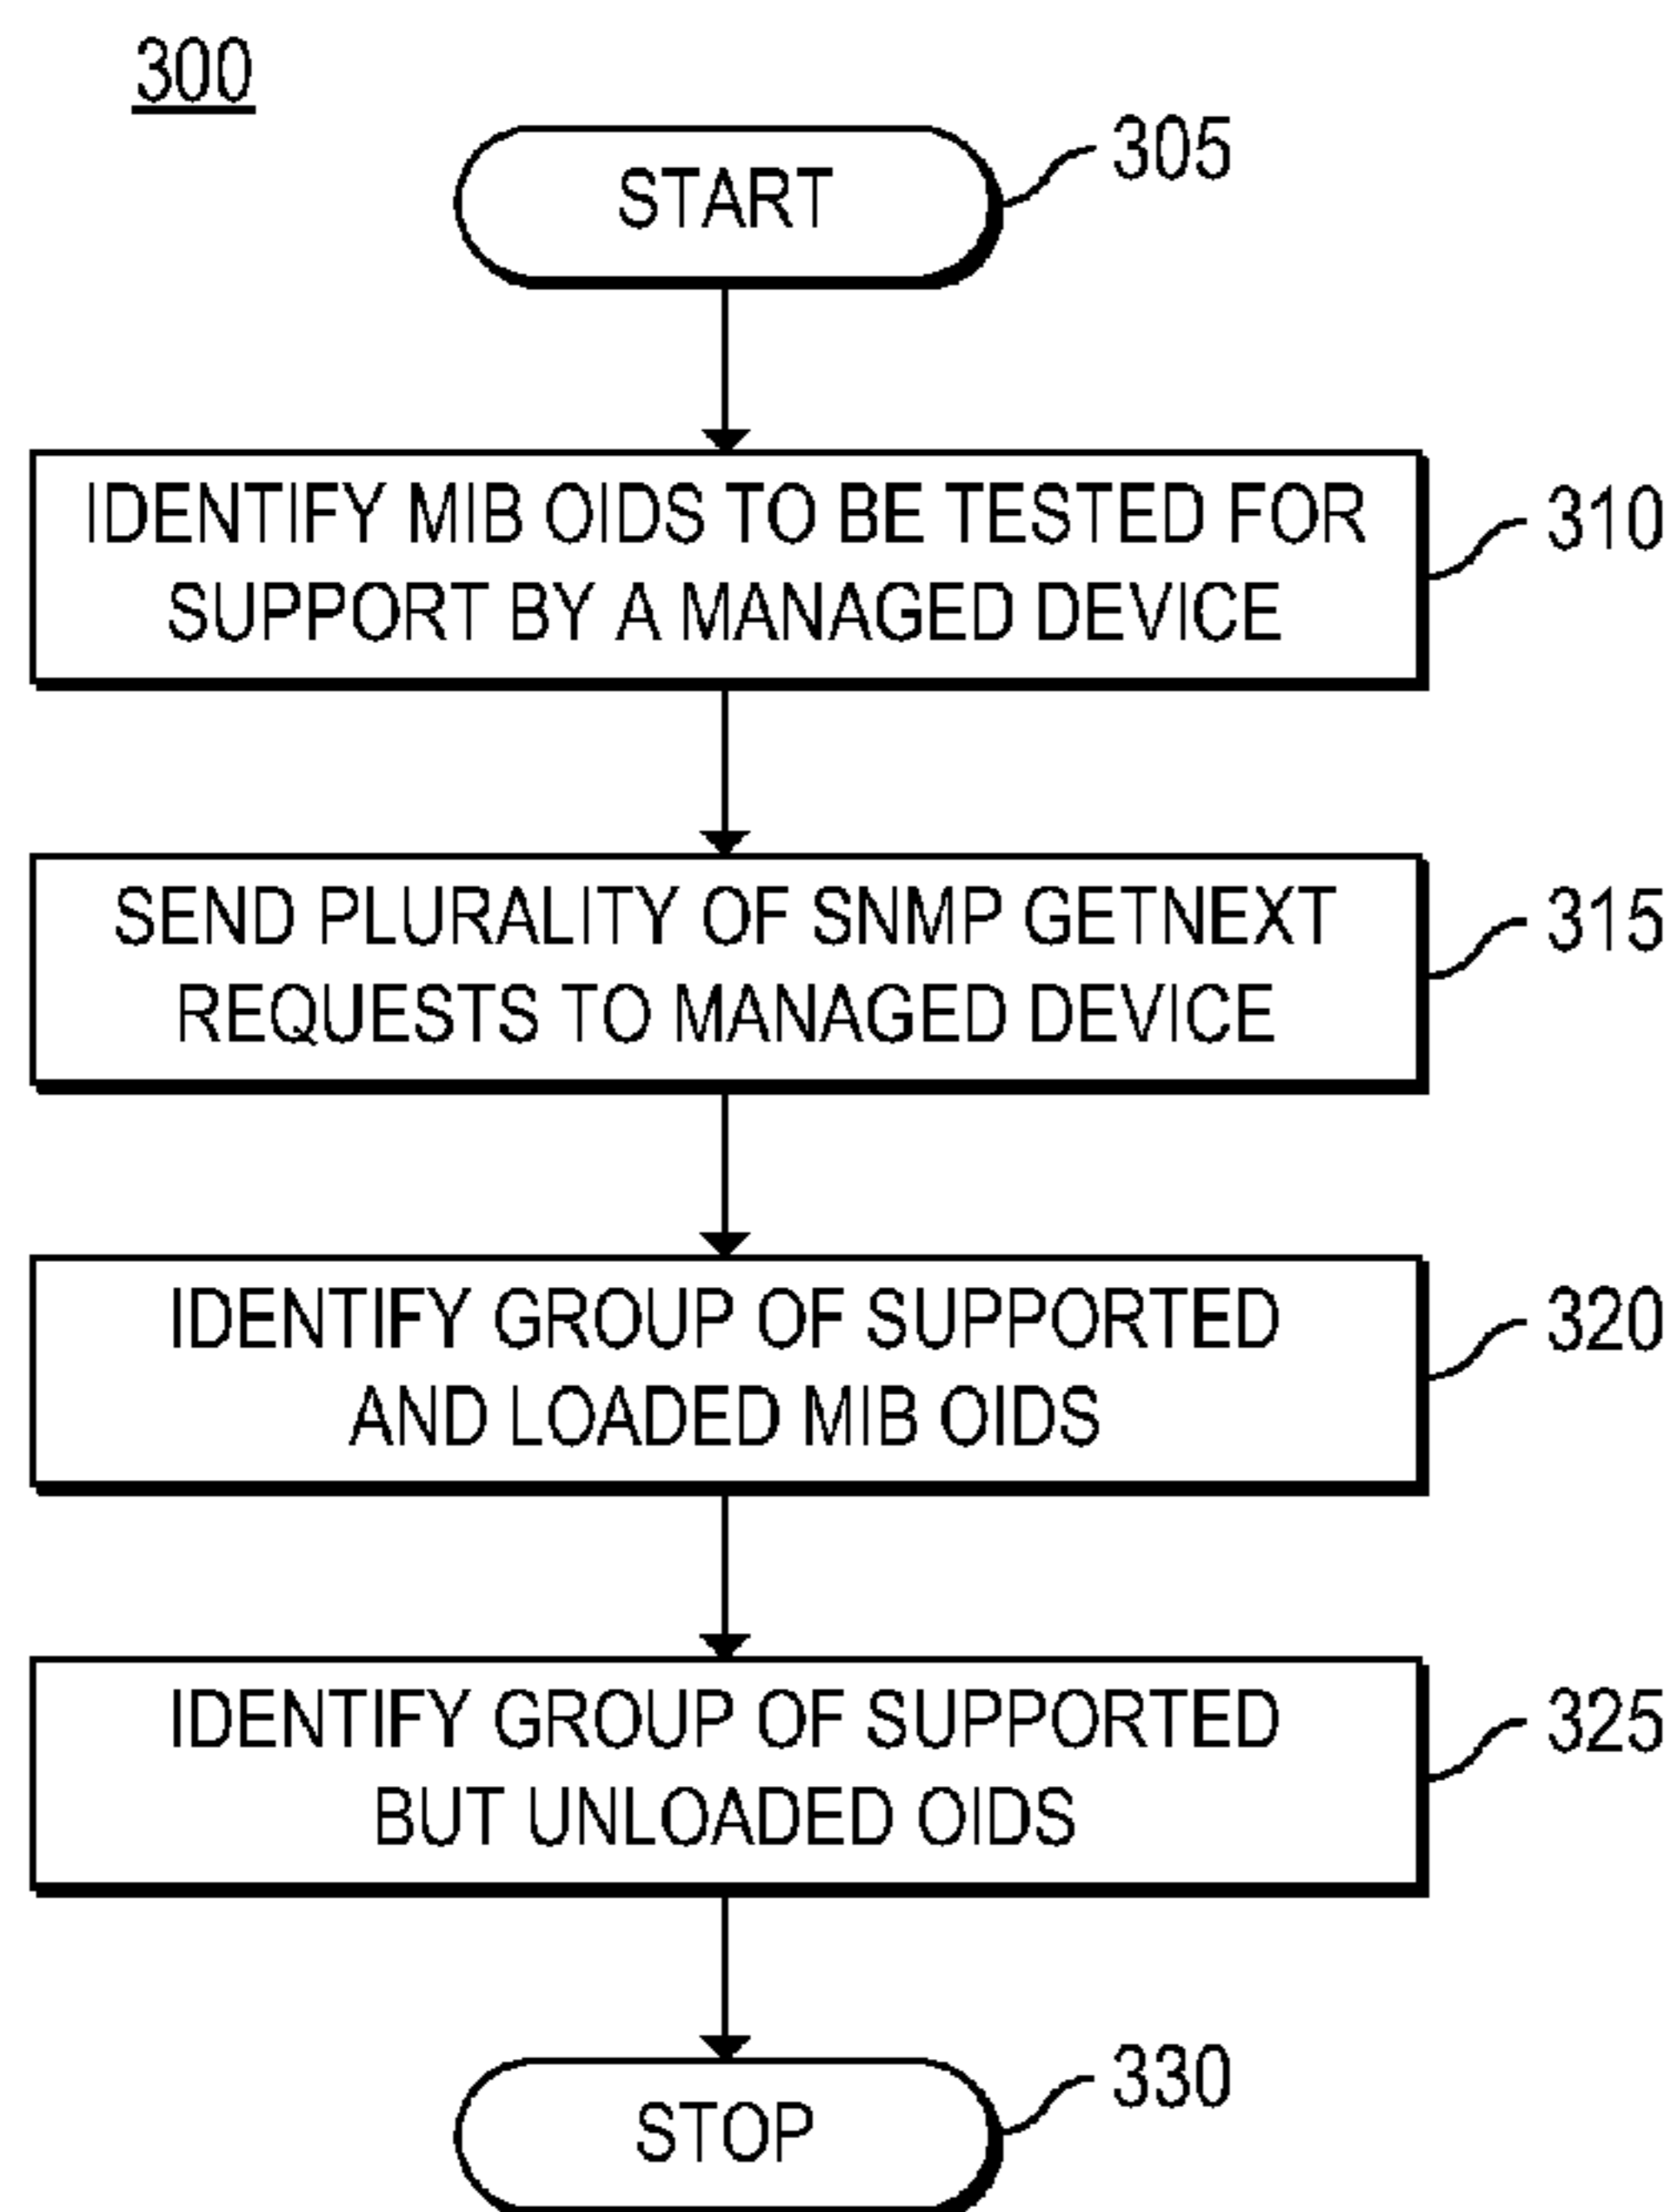 300
START
305
IDENTIFY MIB OIDS TO BE TESTED FOR
SUPPORT BY A MANAGED DEVICE
310
SEND PLURALITY OF SNMP GETNEXT
REQUESTS TO MANAGED DEVICE
315
IDENTIFY GROUP OF SUPPORTED
AND LOADED MIB OIDS
320
IDENTIFY GROUP OF SUPPORTED
BUT UNLOADED OIDS
325
STOP
330